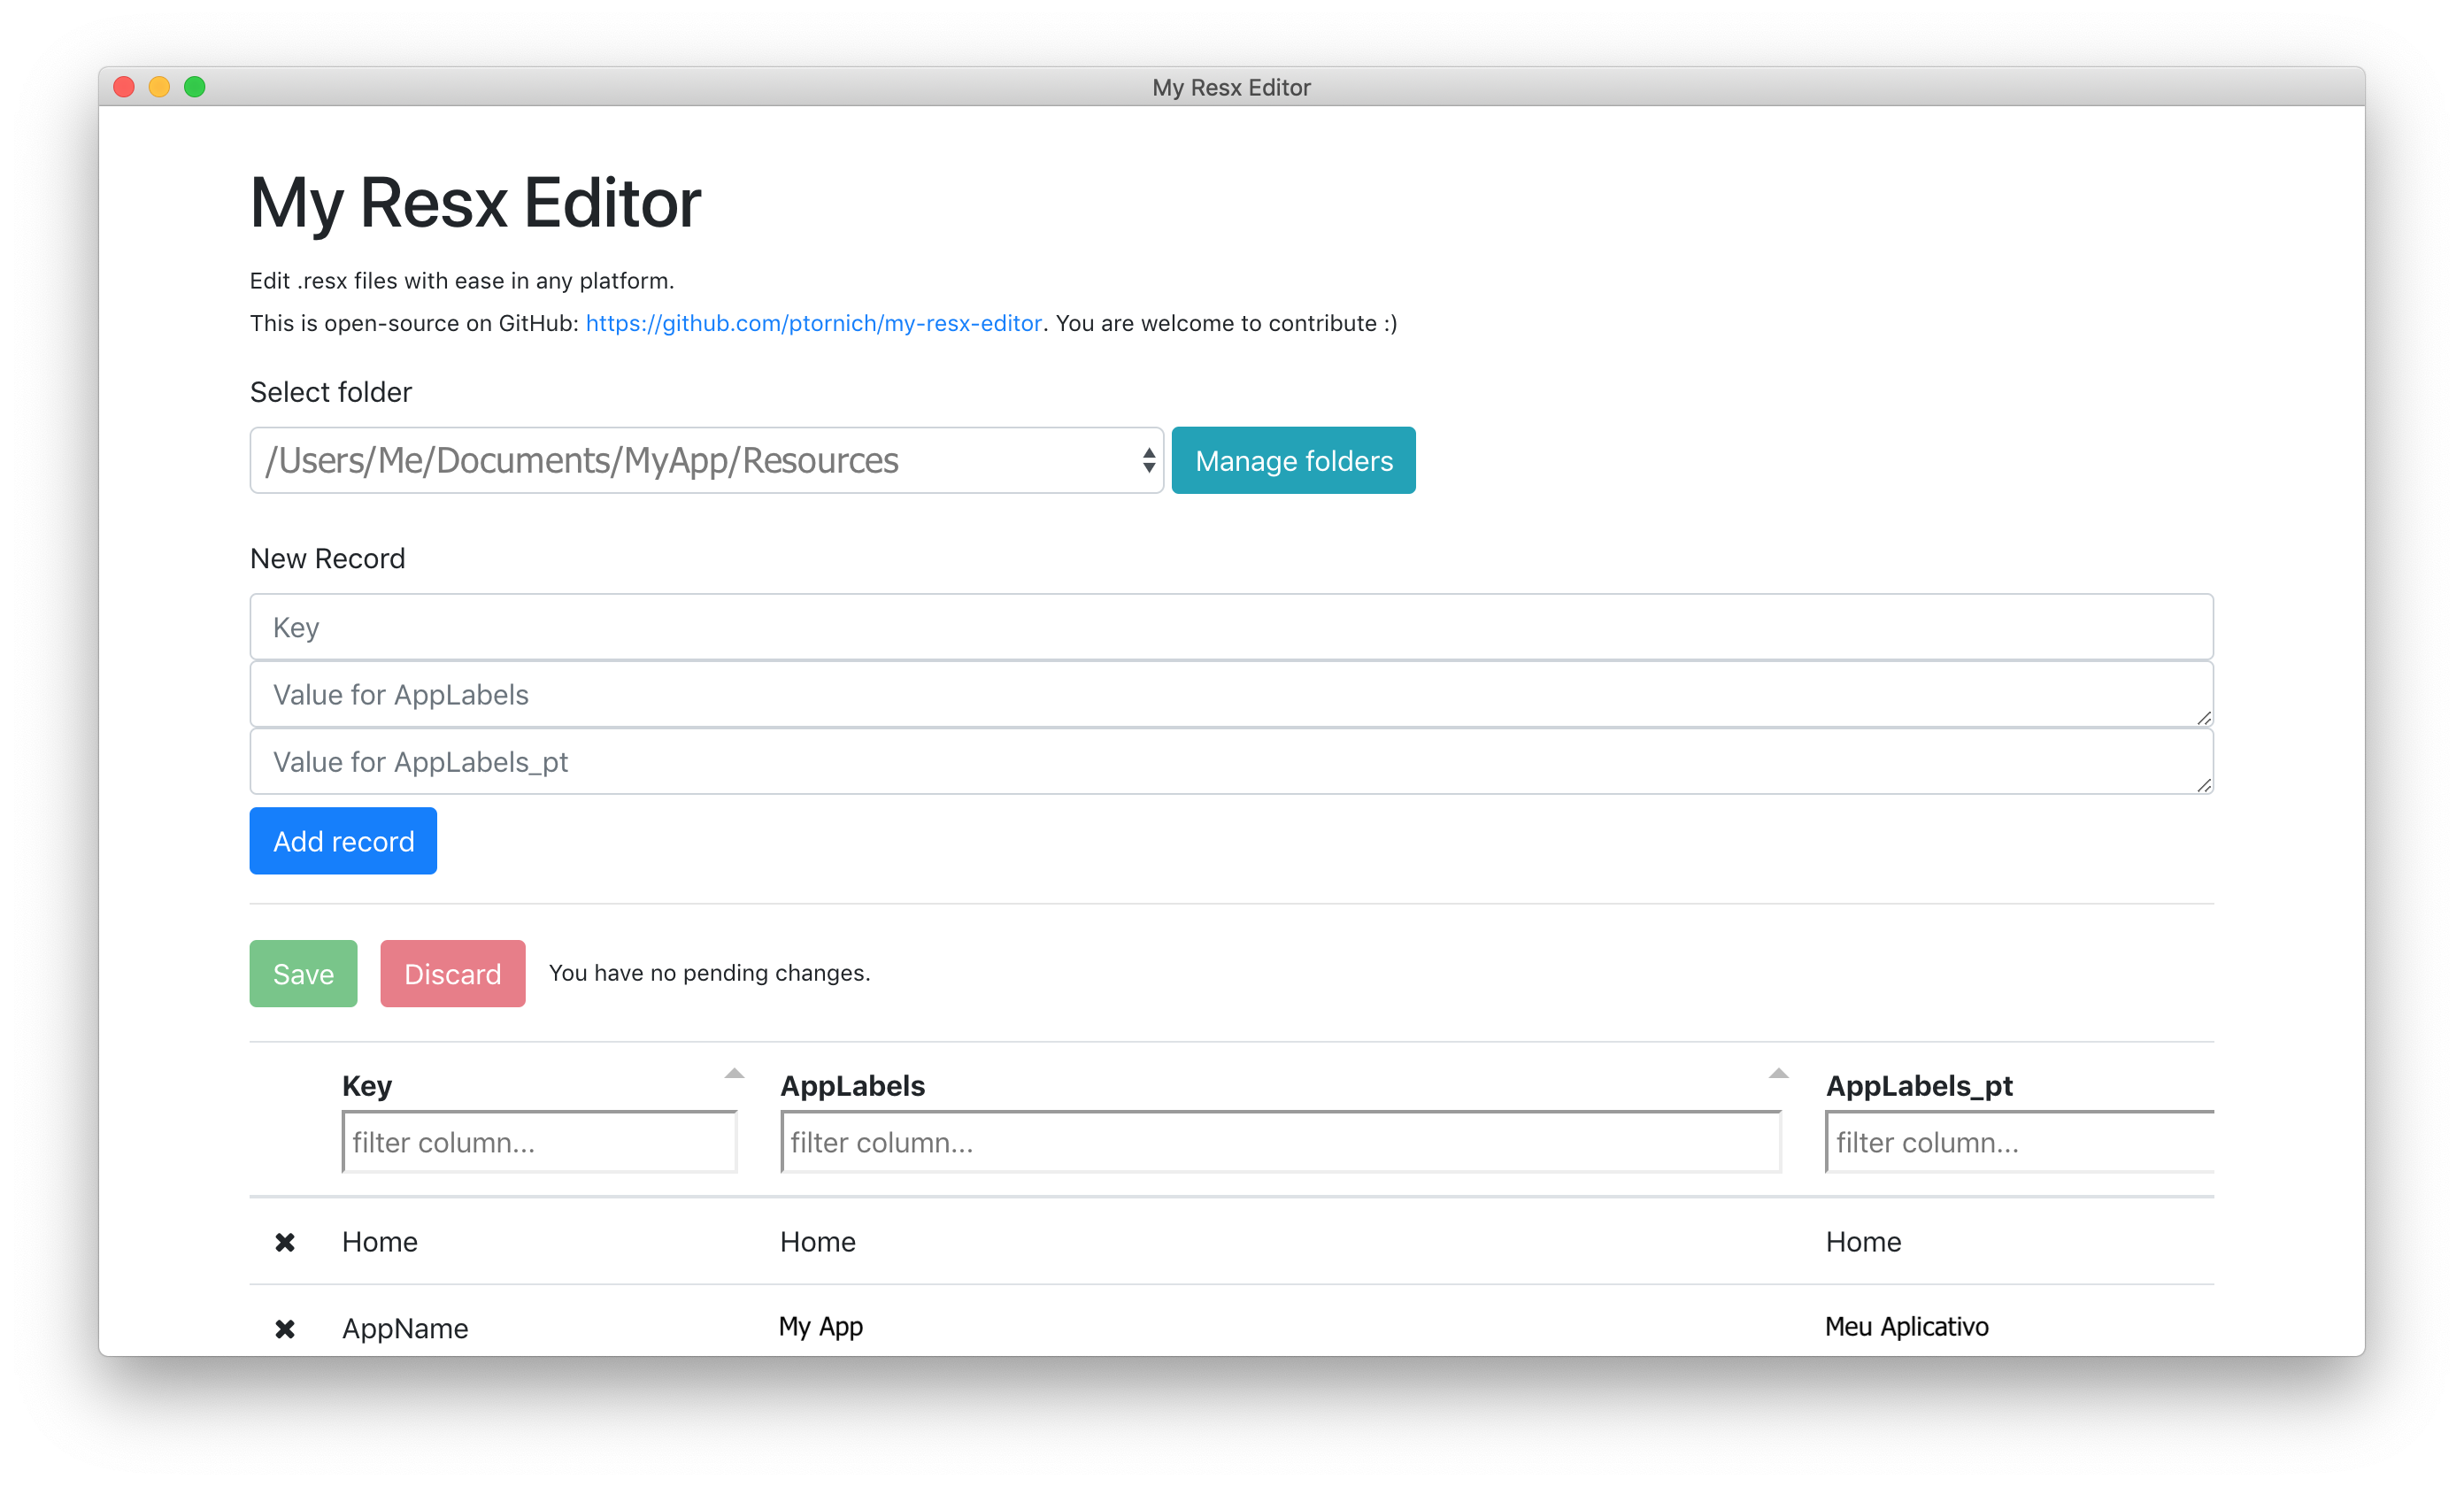 My Resx Editor
My Resx Editor
Edit .resx files with ease in any platform.
This is open-source on GitHub: https://github.com/ptornich/my-resx-editor. You are welcome to contribute :)
Select folder
/Users/Me/Documents/MyApp/Resources Manage folders
New Record
Key
Value for AppLabels
Value for AppLabels_pt
Add record
Save Discard You have no pending changes.
Key AppLabels AppLabels_pt
filter column... filter column... filter column...
Home Home Home
AppName My App Meu Aplicativo